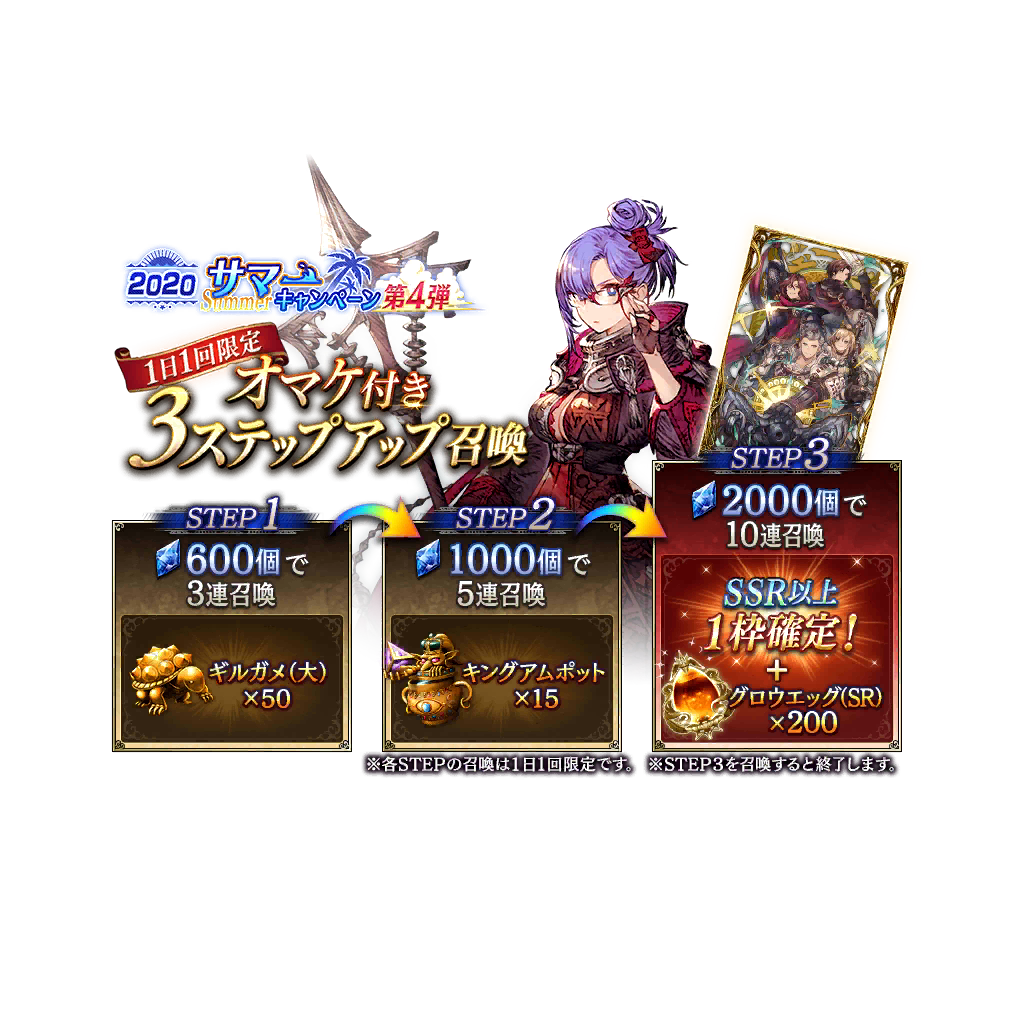 2020 サマー
Summer キャンペーン 第4弾
1日1回限定
オマケ付き
3ステップアップ召喚
STEP 1
600個で
3連召喚
ギルガメ(大)
×50
STEP 2
1000個で
5連召喚
キングアムポット
×15
STEP 3
2000個で
10連召喚
SSR以上
1枠確定!
+
グロウエッグ(SR)
×200
※各STEPの召喚は1日1回限定です。
※STEP3を召喚すると終了します。